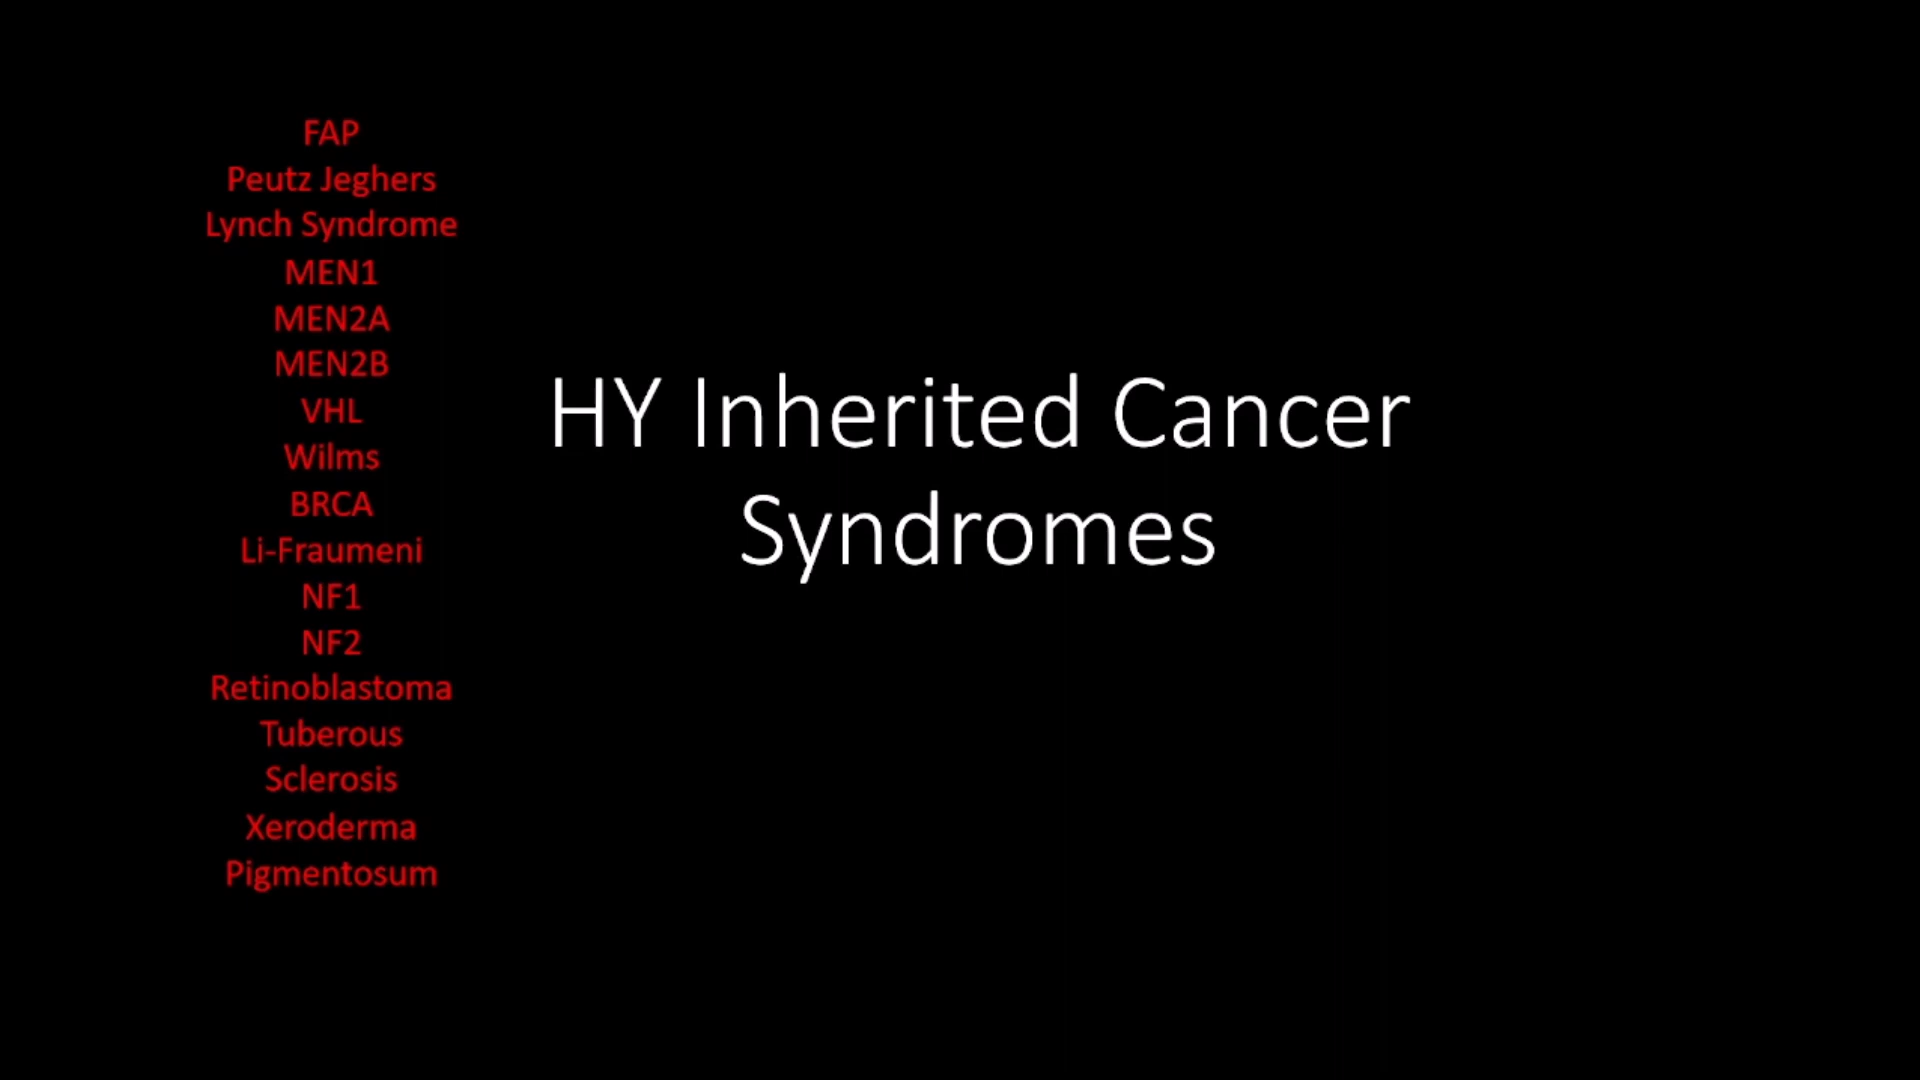 FAP
Peutz Jeghers
Lynch Syndrome
MEN1
MEN2A
MEN2B
VHL
Wilms
BRCA
Li-Fraumeni
NF1
NF2
Retinoblastoma
Tuberous
Sclerosis
Xeroderma
Pigmentosum
HY Inherited Cancer
Syndromes